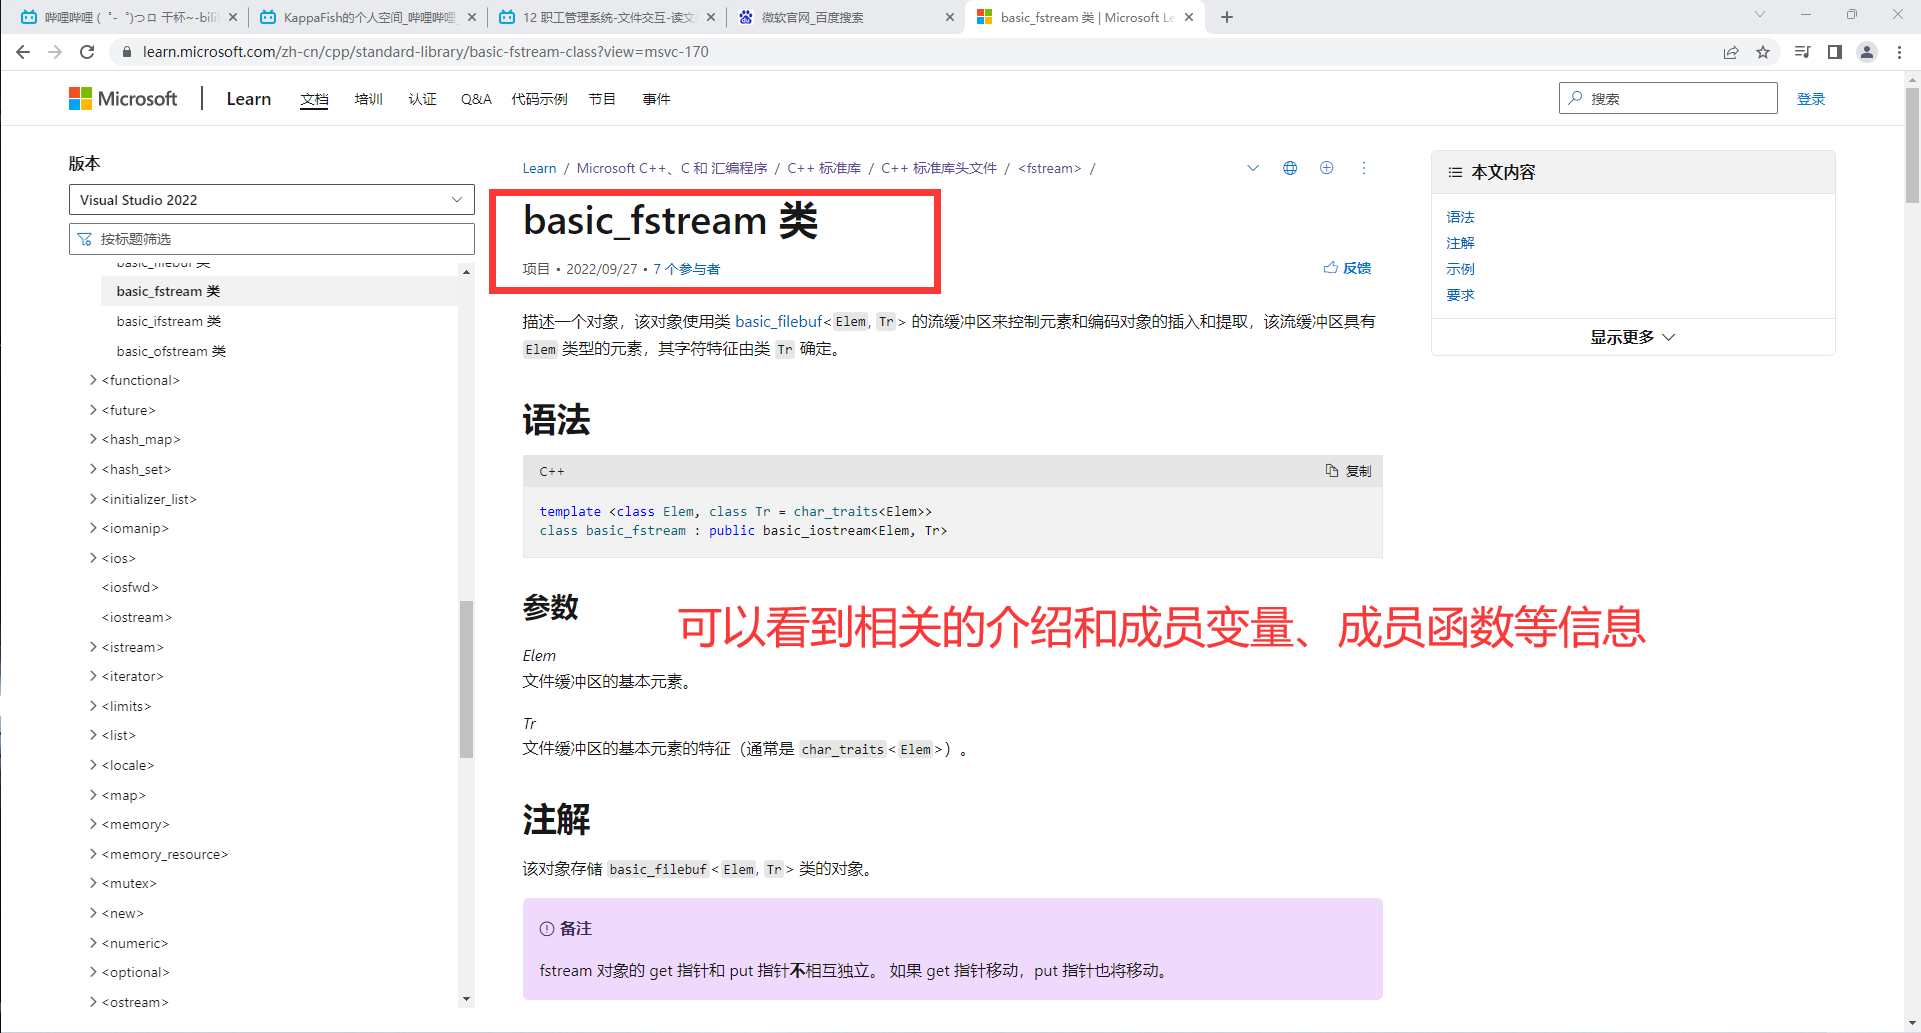 哔哩哔哩 (゜-゜)つロ 干杯~-bili
KappaFish的个人空间_哔哩哔哩_
12 职工管理系统-文件交互-读文
微软官网_百度搜索
basic_fstream 类 | Microsoft Le
learn.microsoft.com/zh-cn/cpp/standard-library/basic-fstream-class?view=msvc-170
Microsoft
Learn
文档
培训
认证
Q&A
代码示例
节目
事件
搜索
登录
版本
Visual Studio 2022
按标题筛选
basic_filebuf 类
basic_fstream 类
basic_ifstream 类
basic_ofstream 类
<functional>
<future>
<hash_map>
<hash_set>
<initializer_list>
<iomanip>
<ios>
<iosfwd>
<iostream>
<istream>
<iterator>
<limits>
<list>
<locale>
<map>
<memory>
<memory_resource>
<mutex>
<new>
<numeric>
<optional>
<ostream>
Learn / Microsoft C++、C 和 汇编程序 / C++ 标准库 / C++ 标准库头文件 / <fstream> /
basic_fstream 类
项目 • 2022/09/27 • 7 个参与者
反馈
描述一个对象，该对象使用类 basic_filebuf<Elem, Tr> 的流缓冲区来控制元素和编码对象的插入和提取，该流缓冲区具有
Elem 类型的元素，其字符特征由类 Tr 确定。
语法
C++
复制
template <class Elem, class Tr = char_traits<Elem>>
class basic_fstream : public basic_iostream<Elem, Tr>
参数
可以看到相关的介绍和成员变量、成员函数等信息
Elem
文件缓冲区的基本元素。
Tr
文件缓冲区的基本元素的特征（通常是 char_traits<Elem>）。
注解
该对象存储 basic_filebuf<Elem, Tr> 类的对象。
备注
fstream 对象的 get 指针和 put 指针不相互独立。 如果 get 指针移动，put 指针也将移动。
本文内容
语法
注解
示例
要求
显示更多